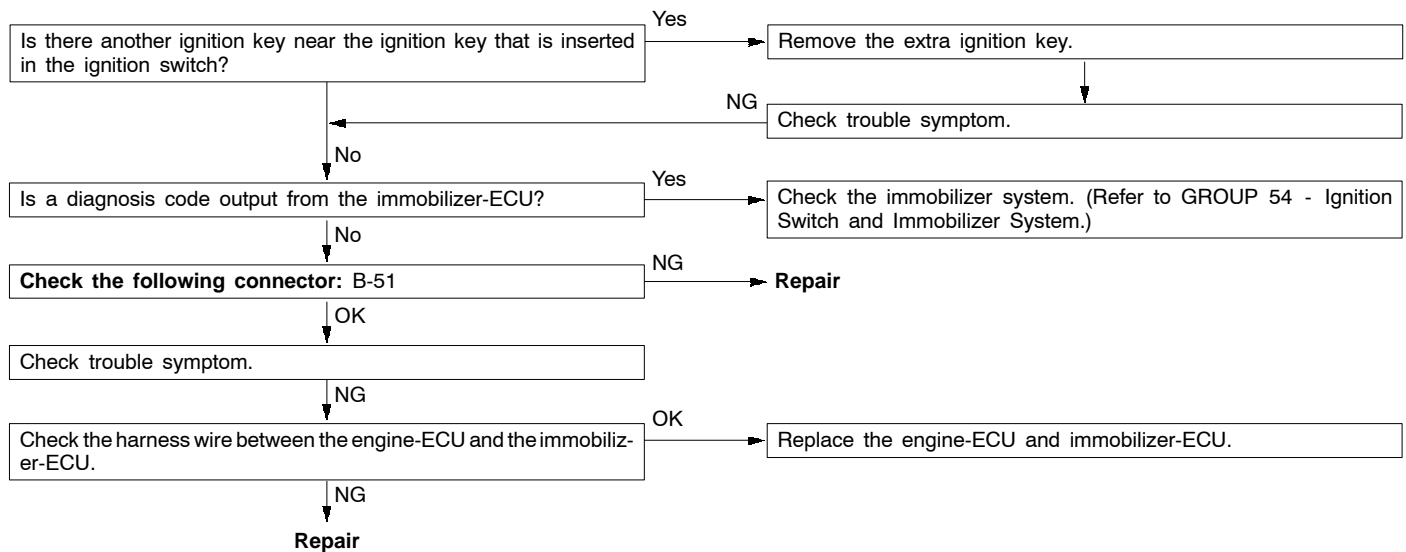 Is there another ignition key near the ignition key that is inserted
in the ignition switch?
Yes
Remove the extra ignition key.
NG
Check trouble symptom.
No
Is a diagnosis code output from the immobilizer-ECU?
Yes
Check the immobilizer system. (Refer to GROUP 54 - Ignition
Switch and Immobilizer System.)
No
Check the following connector: B-51
NG
Repair
OK
Check trouble symptom.
NG
Check the harness wire between the engine-ECU and the immobiliz-
er-ECU.
OK
Replace the engine-ECU and immobilizer-ECU.
NG
Repair